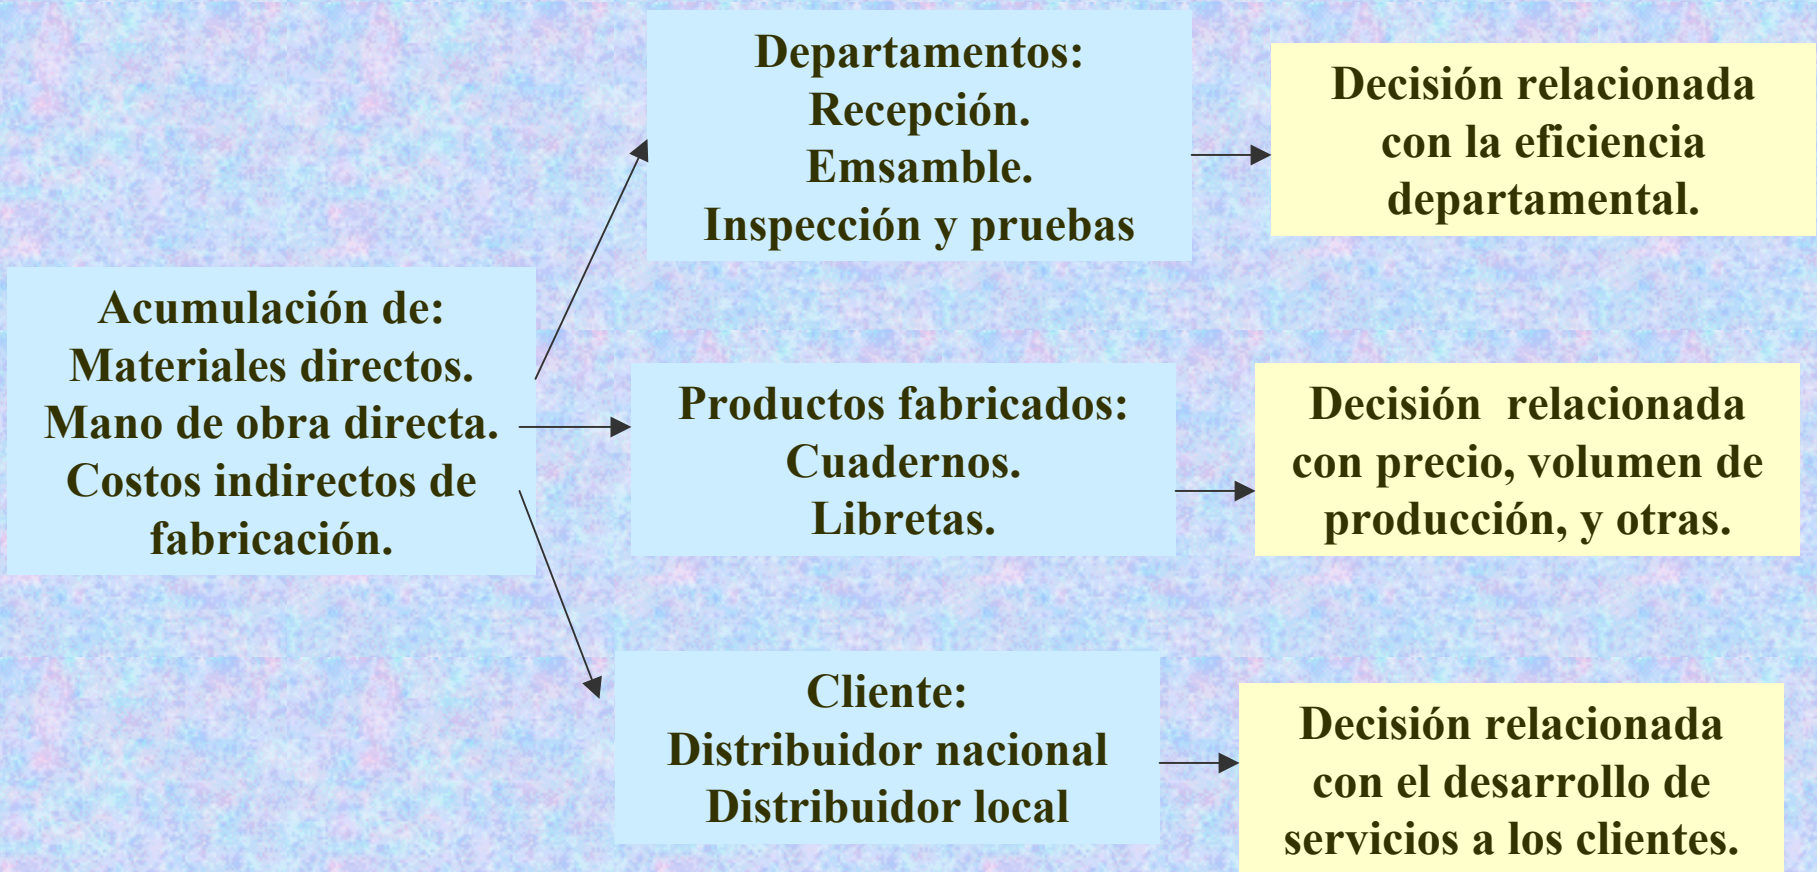 Departamentos:
Recepción.
Emsamble.
Inspección y pruebas
Decisión relacionada
con la eficiencia
departamental.
Acumulación de:
Materiales directos.
Mano de obra directa.
Costos indirectos de
fabricación.
Productos fabricados:
Cuadernos.
Libretas.
Decisión relacionada
con precio, volumen de
producción, y otras.
Cliente:
Distribuidor nacional
Distribuidor local
Decisión relacionada
con el desarrollo de
servicios a los clientes.